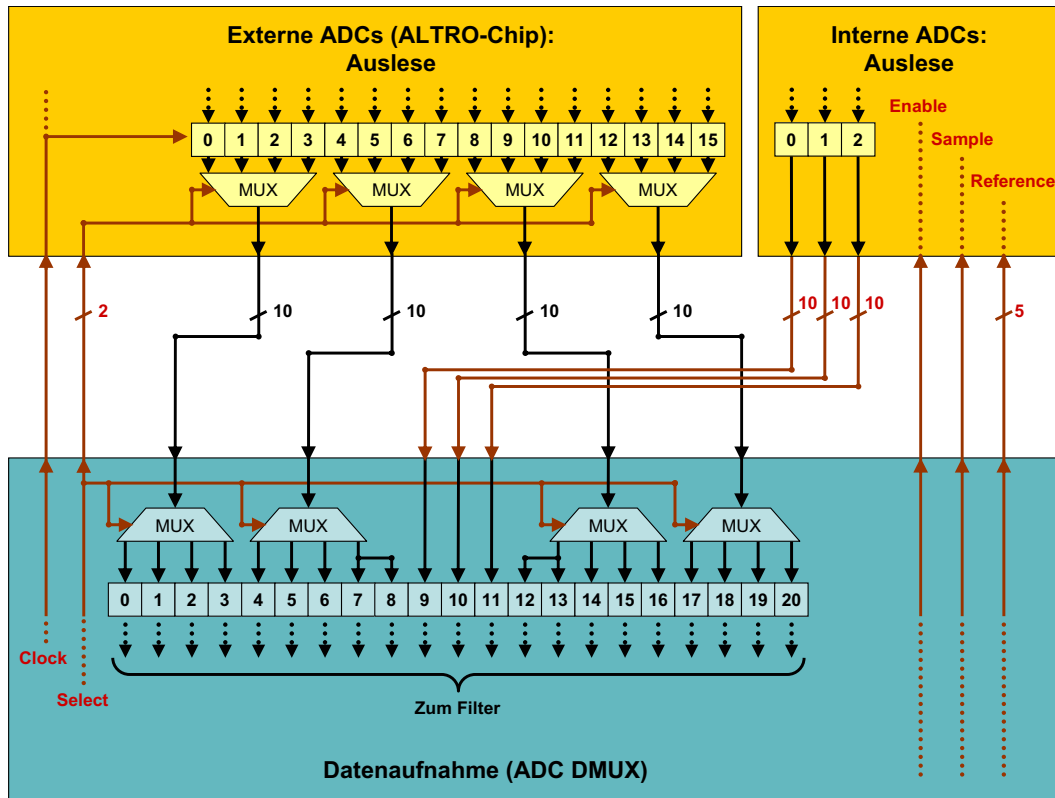 Externe ADCs (ALTRO-Chip):
Auslese
Interne ADCs:
Auslese
Enable
Sample
Reference
0 1 2 3 4 5 6 7 8 9 10 11 12 13 14 15
0 1 2
MUX MUX MUX MUX
2 10 10 10 10 10 10 10 5
MUX MUX MUX MUX
0 1 2 3 4 5 6 7 8 9 10 11 12 13 14 15 16 17 18 19 20
Clock
Select
Zum Filter
Datenaufnahme (ADC DMUX)